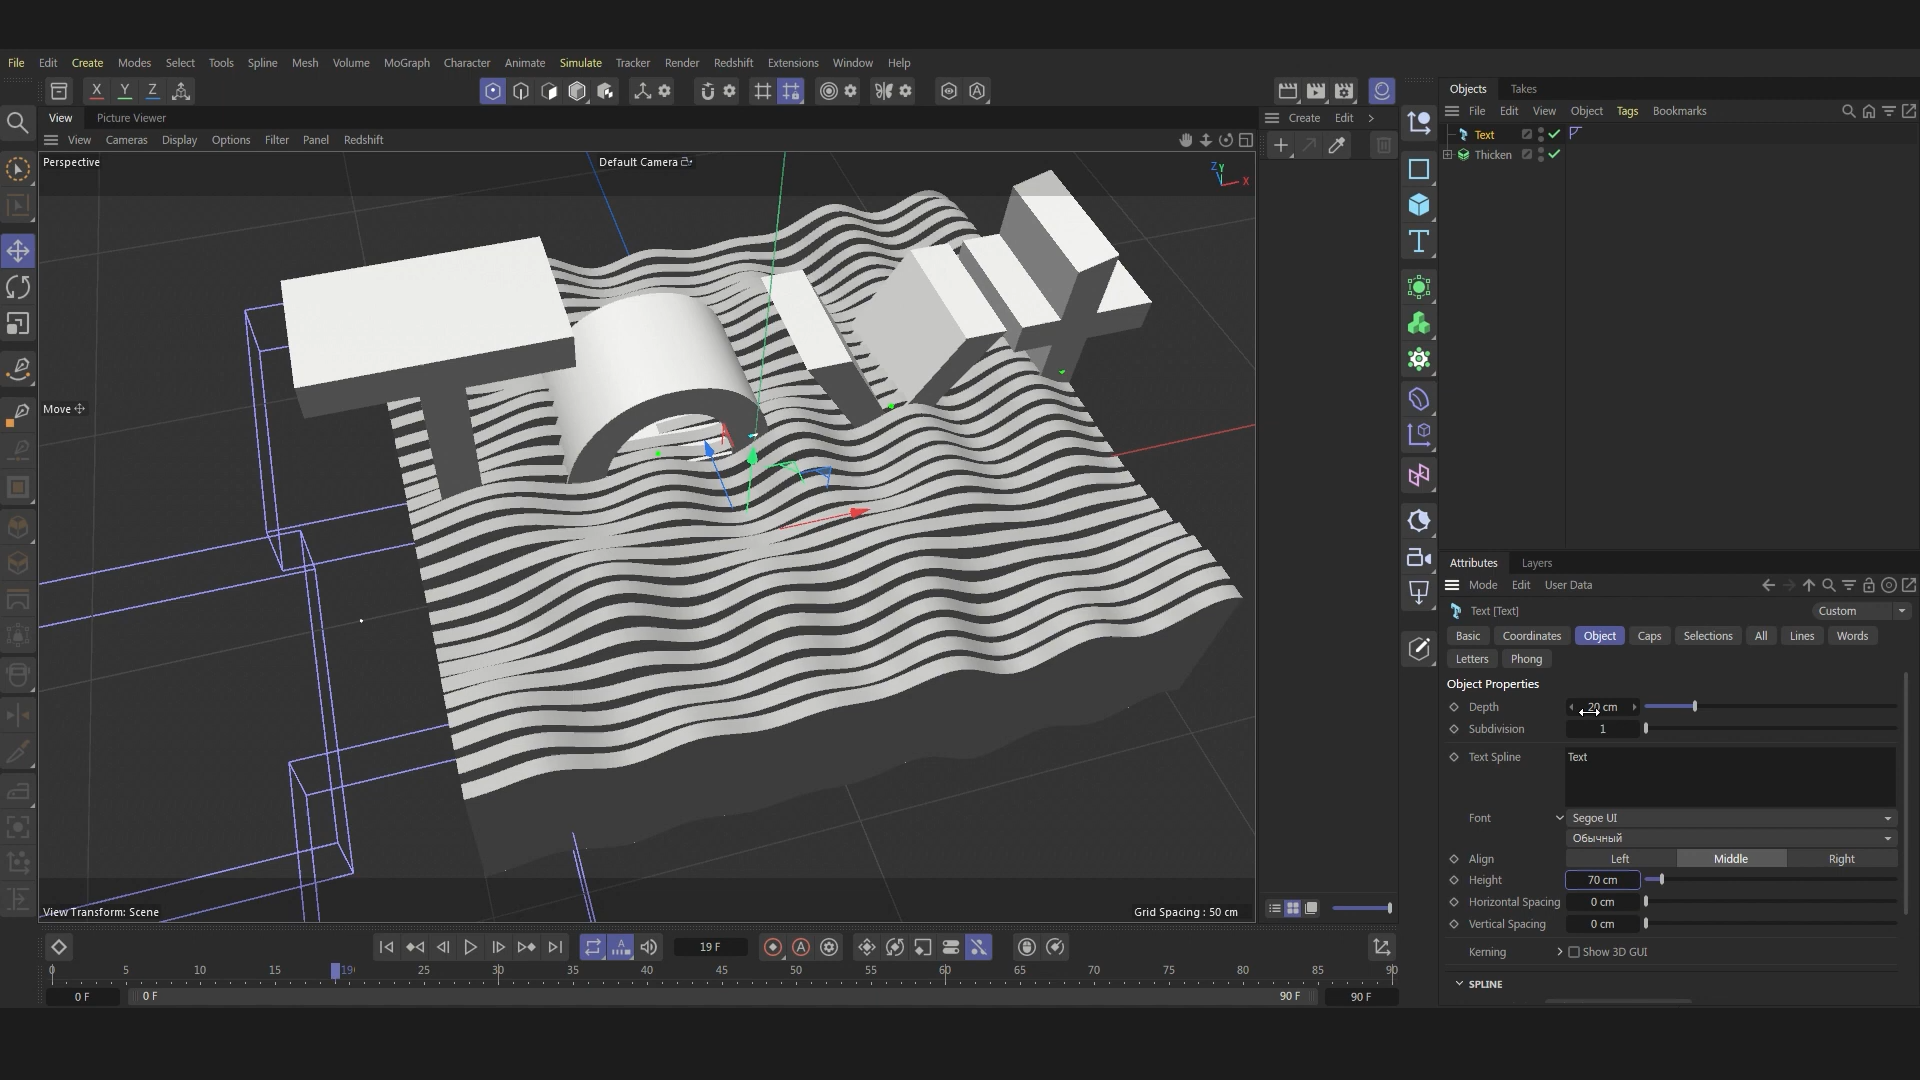 File Edit Create Modes Select Tools Spline Mesh Volume MoGraph Character Animate Simulate Tracker Render Redshift Extensions Window Help
X Y Z
Objects Takes
File Edit View Object Tags Bookmarks
View Picture Viewer
Create Edit
View Cameras Display Options Filter Panel Redshift
Text
Thicken
Perspective
Default Camera
Z Y X
Move
View Transform: Scene
Grid Spacing : 50 cm
Attributes Layers
Mode Edit User Data
Text [Text]
Custom
Basic Coordinates Object Caps Selections All Lines Words
Letters Phong
Object Properties
Depth 20 cm
Subdivision 1
Text Spline Text
Font Segoe UI
Обычный
Align Left Middle Right
Height 70 cm
Horizontal Spacing 0 cm
Vertical Spacing 0 cm
Kerning Show 3D GUI
SPLINE
19 F
0 5 10 15 19 25 30 35 40 45 50 55 60 65 70 75 80 85 90
0 F 0 F 90 F 90 F